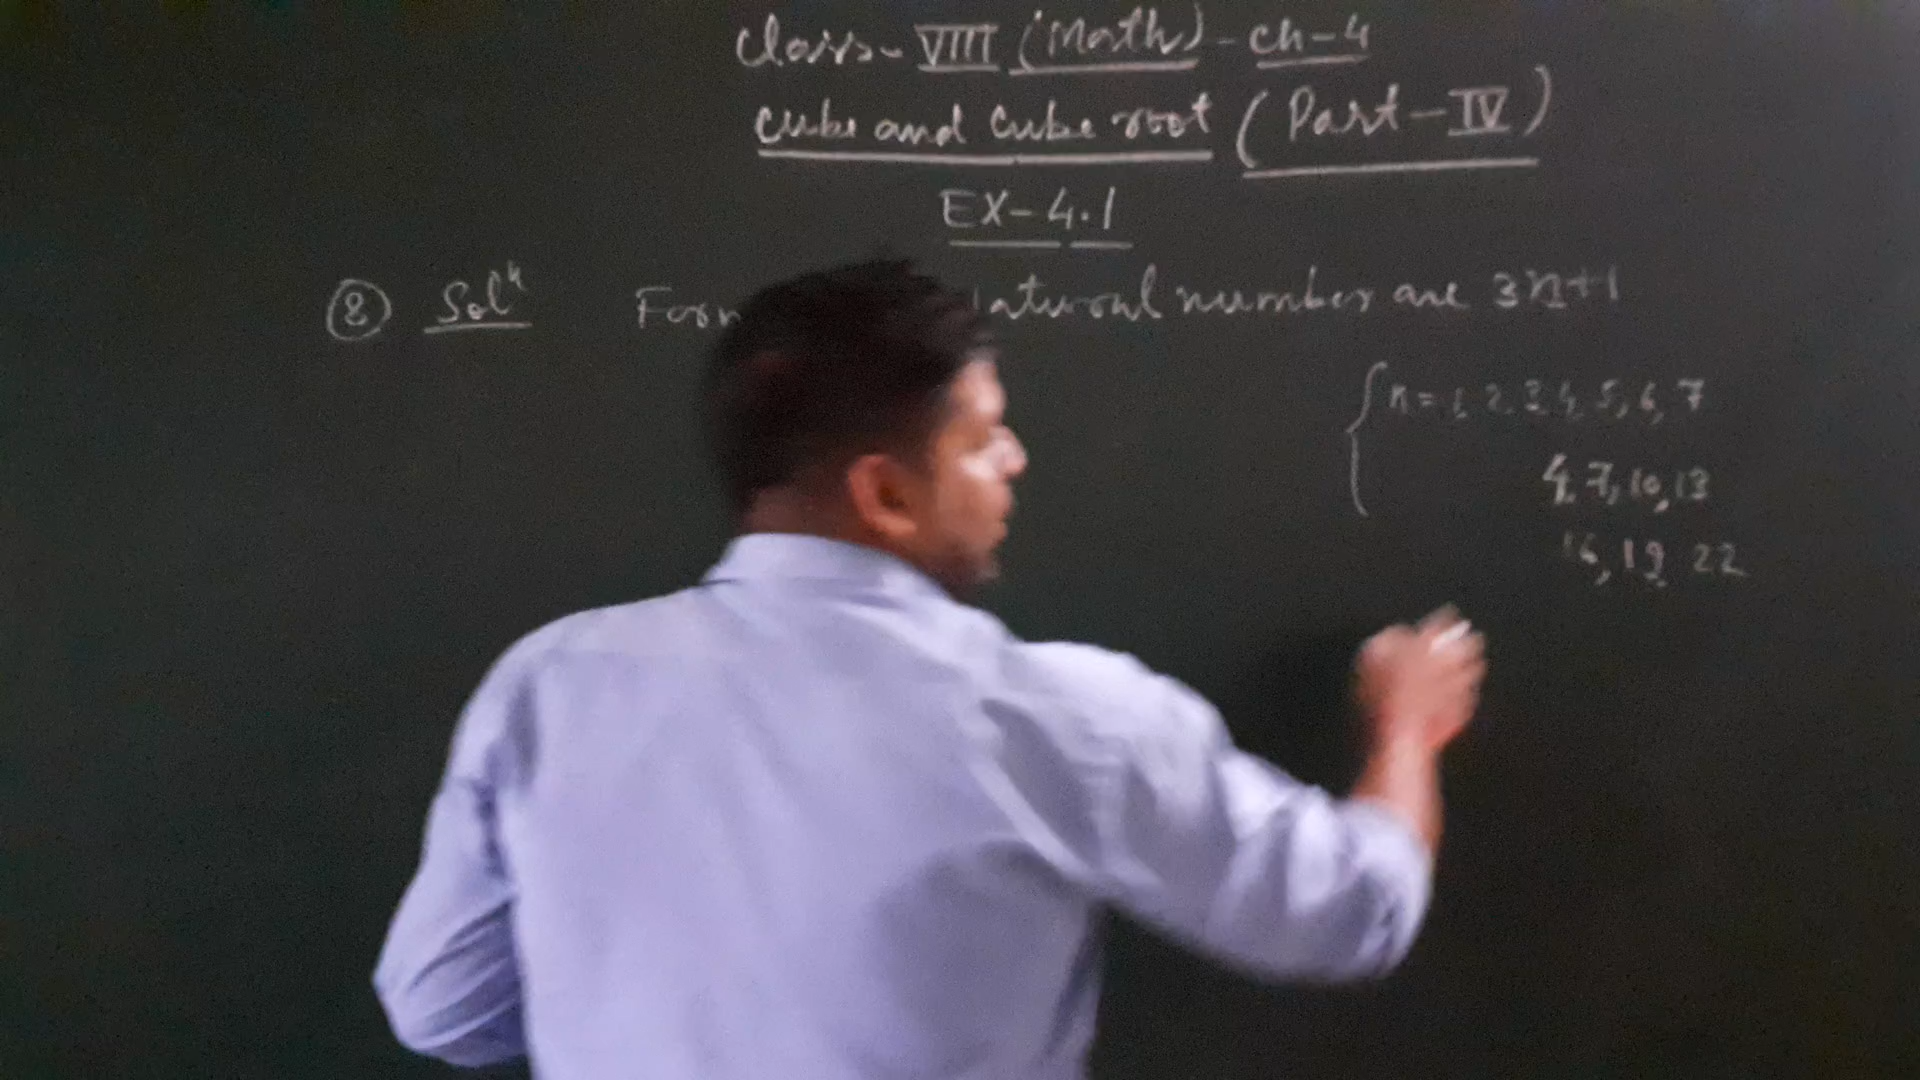 Class- VIII (Math) - ch-4
Cube and Cube root (Part-IV)
EX-4.1
8 Solⁿ natural number are 3n+1
n = 1, 2, 3, 4, 5, 6, 7
4, 7, 10, 13
16, 19 22